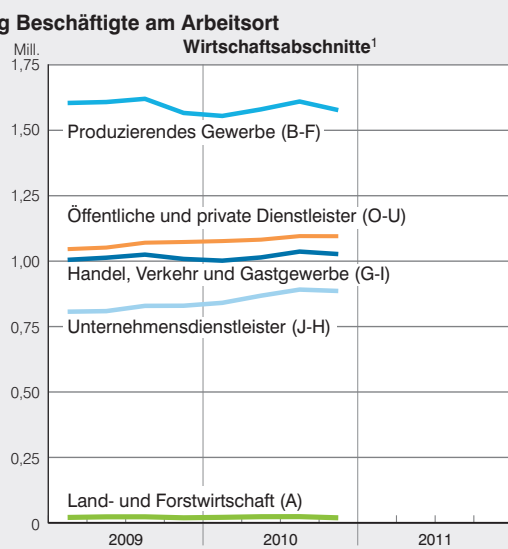 g Beschäftigte am Arbeitsort
Mill.
Wirtschaftsabschnitte¹
1,75
1,50
Produzierendes Gewerbe (B-F)
1,25
Öffentliche und private Dienstleister (O-U)
1,00
Handel, Verkehr und Gastgewerbe (G-I)
0,75
Unternehmensdienstleister (J-H)
0,50
0,25
Land- und Forstwirtschaft (A)
0
2009 2010 2011